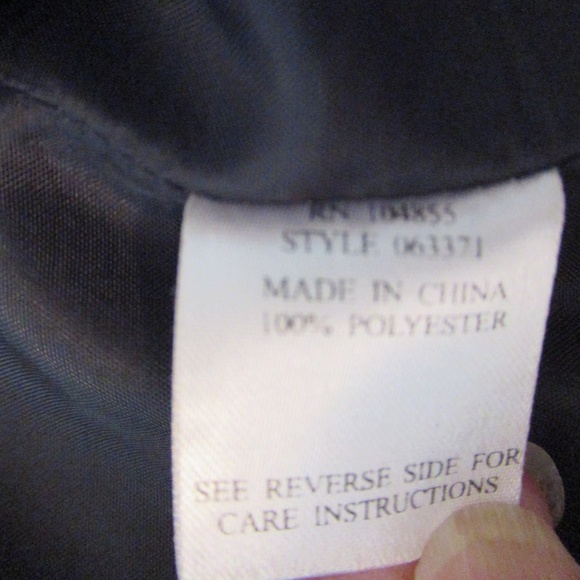 RN 104855
STYLE 063371
MADE IN CHINA
100% POLYESTER
SEE REVERSE SIDE FOR
CARE INSTRUCTIONS